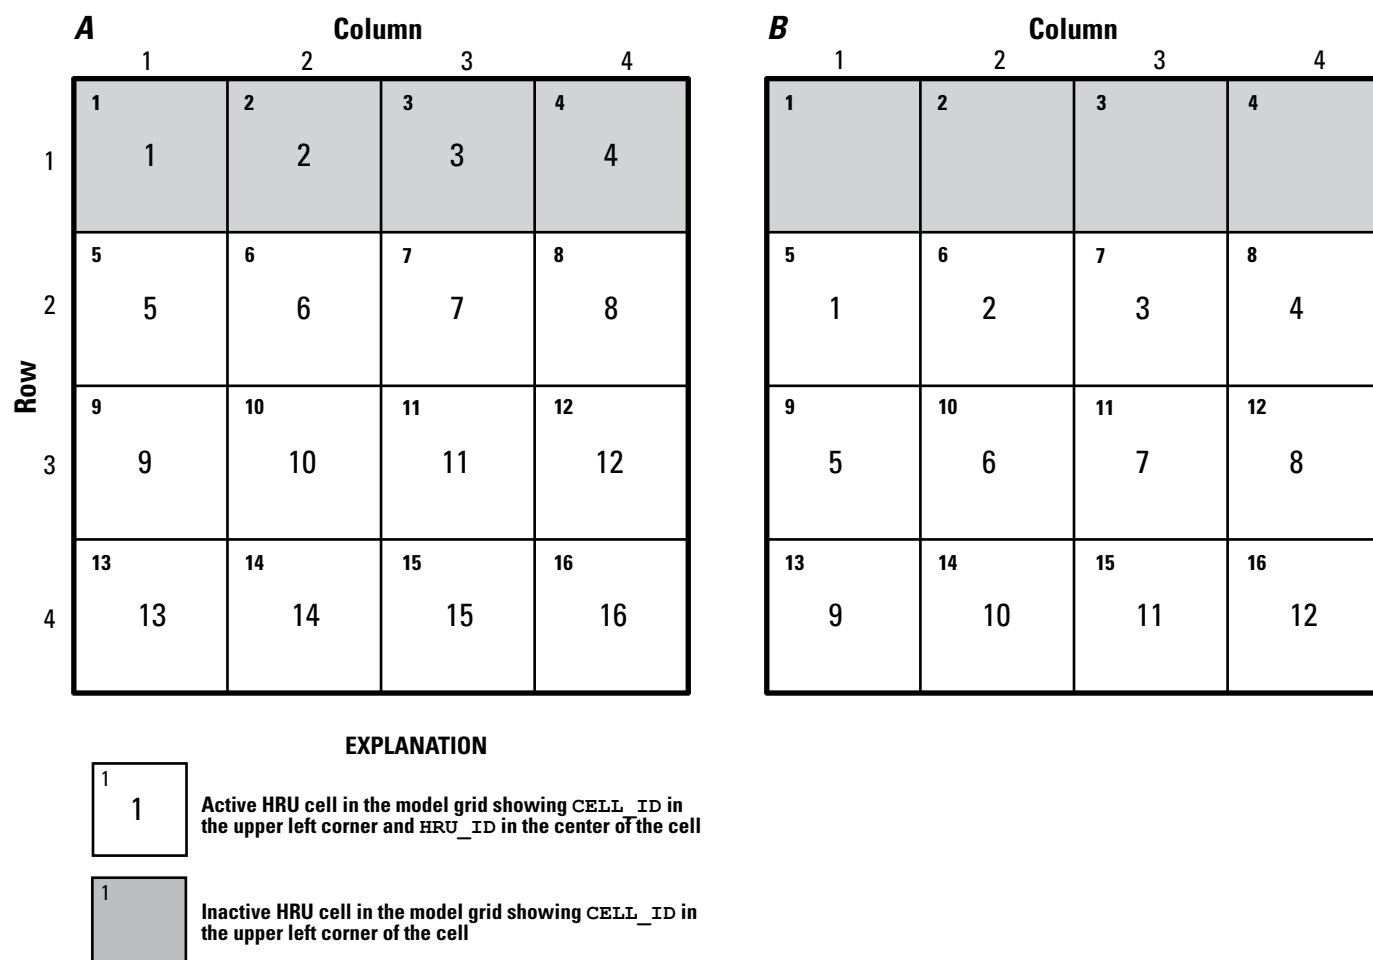 A Column
1 2 3 4
1 2 3 4
1 1 2 3 4
5 6 7 8
2 5 6 7 8
Row
9 10 11 12
3 9 10 11 12
13 14 15 16
4 13 14 15 16
B Column
1 2 3 4
1 2 3 4
5 6 7 8
1 2 3 4
9 10 11 12
5 6 7 8
13 14 15 16
9 10 11 12
EXPLANATION
1
1
Active HRU cell in the model grid showing CELL_ID in
the upper left corner and HRU_ID in the center of the cell
1
Inactive HRU cell in the model grid showing CELL_ID in
the upper left corner of the cell